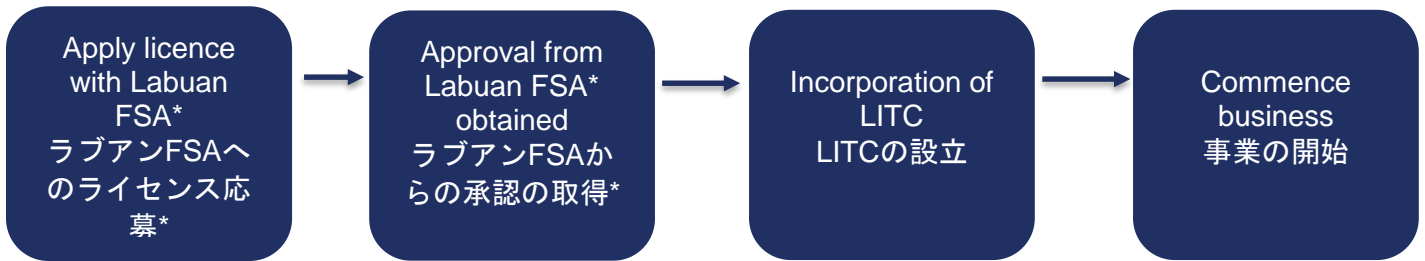 Apply licence
with Labuan
FSA*
ラブアンFSAへ
のライセンス応
募*
Approval from
Labuan FSA*
obtained
ラブアンFSAか
らの承認の取得*
Incorporation of
LITC
LITCの設立
Commence
business
事業の開始